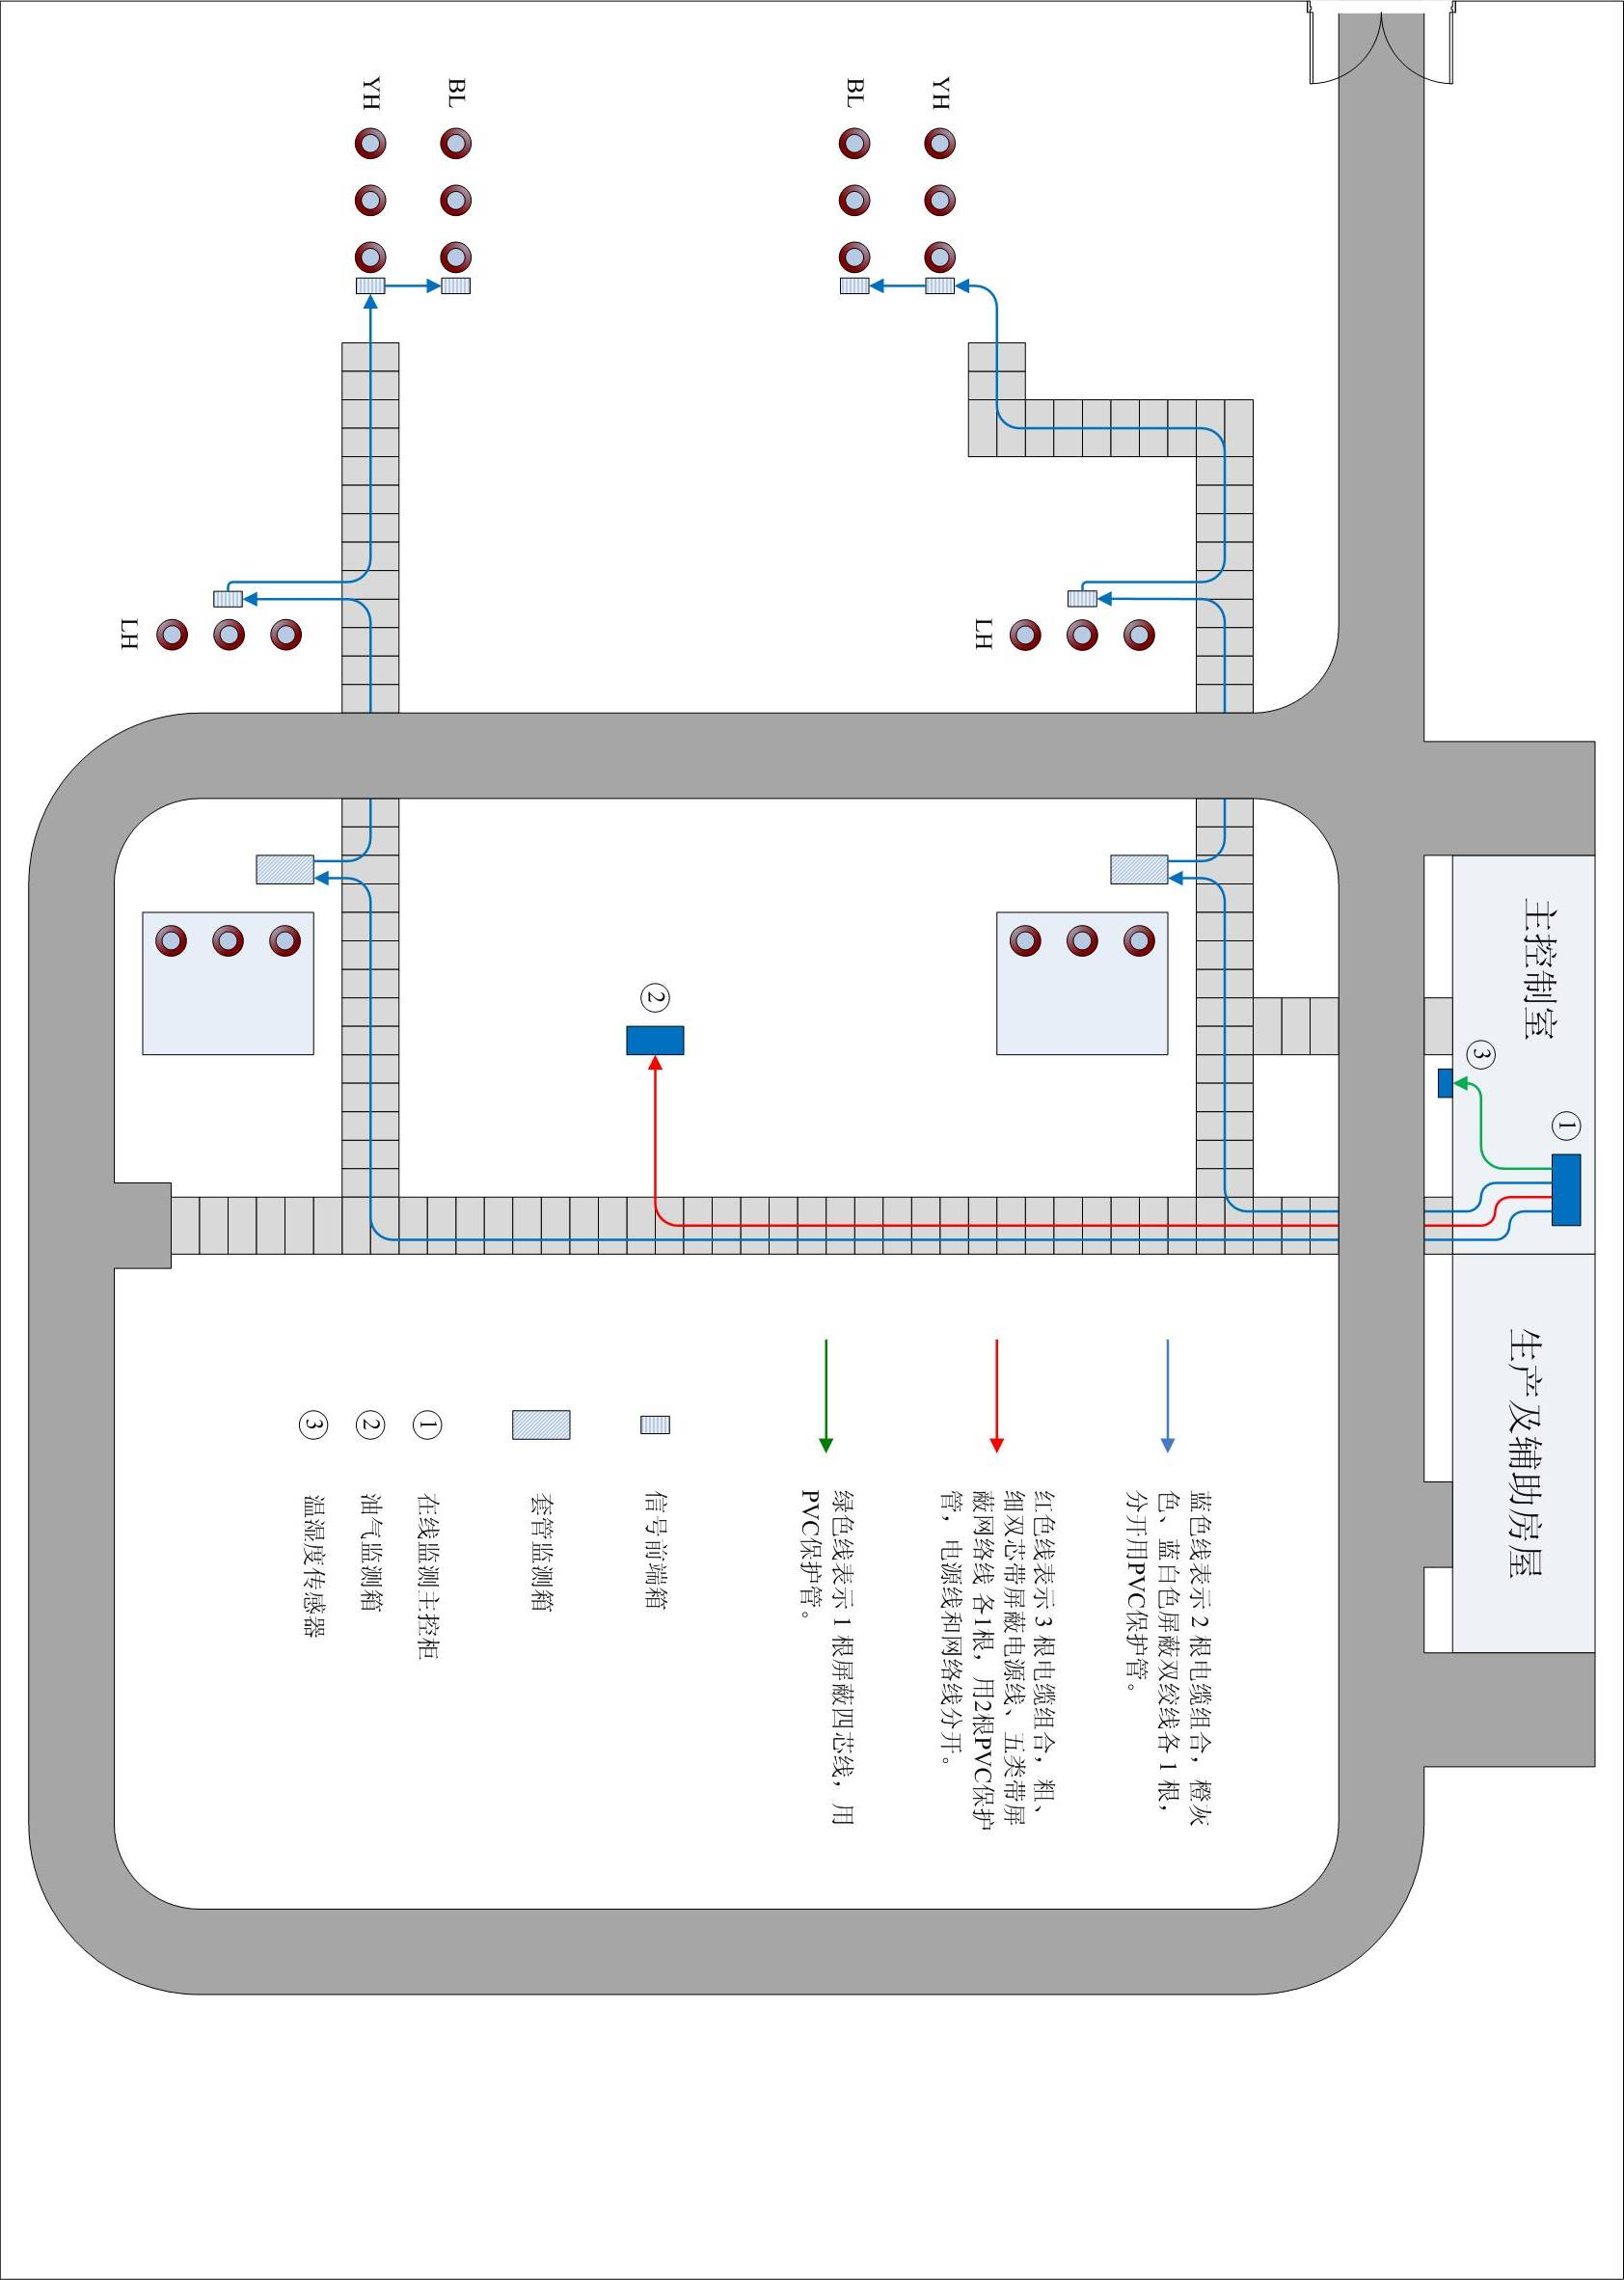 YH
BL
BL
YH
LH
LH
主控制室
③
①
②
生产及辅助房屋
蓝色线表示 2 根电缆组合，橙灰
色、蓝白色屏蔽双绞线各 1 根，
分开用PVC保护管。
红色线表示 3 根电缆组合，粗、
细双芯带屏蔽电源线、五类带屏
蔽网络线 各1根，用2根PVC保护
管，电源线和网络线分开。
绿色线表示 1 根屏蔽四芯线，用
PVC保护管。
信号前端箱
套管监测箱
① 在线监测主控柜
② 油气监测箱
③ 温湿度传感器